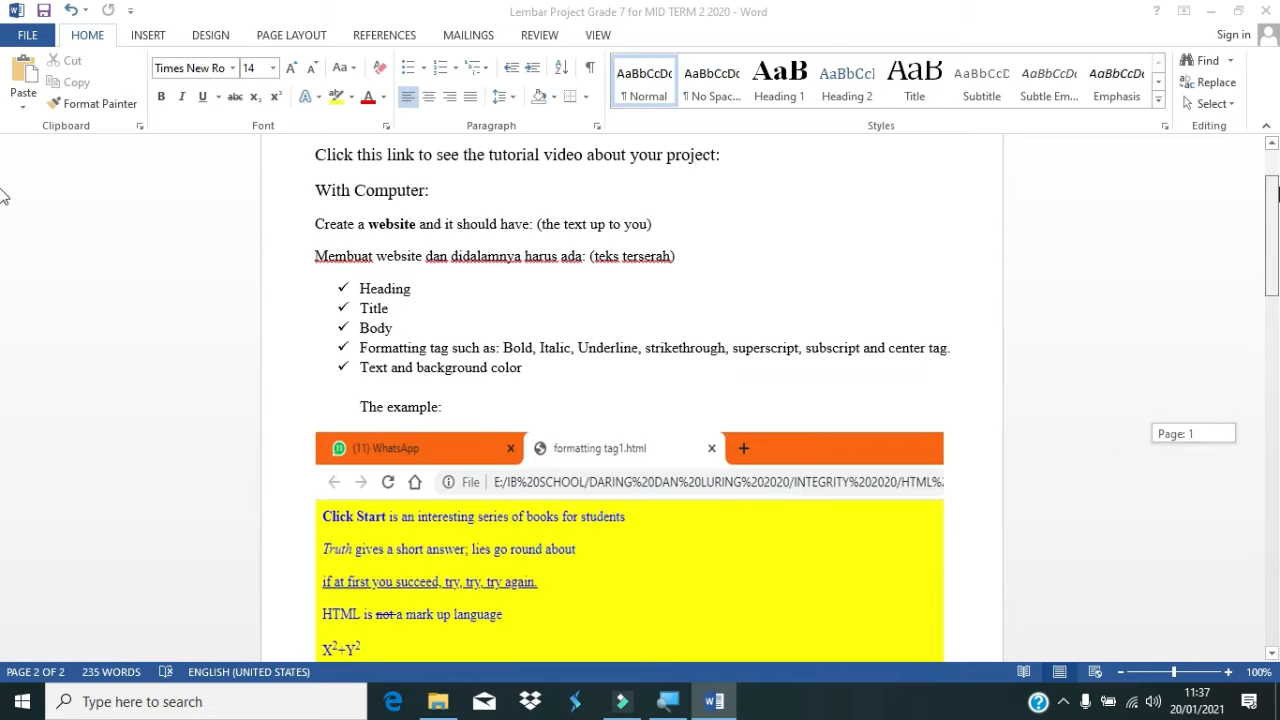 Lembar Project Grade 7 for MID TERM 2 2020 - Word
?
FILE HOME INSERT DESIGN PAGE LAYOUT REFERENCES MAILINGS REVIEW VIEW Sign in
Paste
Cut
Copy
Format Painter
Clipboard
Times New Ro 14
Font
Paragraph
AaBbCcDc AaBbCcDc AaB AaBbCcl AaB AaBbCcD AaBbCcDc AaBbCcDc
¶ Normal ¶ No Spac... Heading 1 Heading 2 Title Subtitle Subtle Em... Emphasis
Styles
Find
Replace
Select
Editing
Click this link to see the tutorial video about your project:
With Computer:
Create a website and it should have: (the text up to you)
Membuat website dan didalamnya harus ada: (teks terserah)
✓ Heading
✓ Title
✓ Body
✓ Formatting tag such as: Bold, Italic, Underline, strikethrough, superscript, subscript and center tag.
✓ Text and background color
The example:
Page: 1
(11) WhatsApp × formatting tag1.html × +
File | E:/IB%20SCHOOL/DARING%20DAN%20LURING%202020/INTEGRITY%202020/HTML%
Click Start is an interesting series of books for students
Truth gives a short answer; lies go round about
if at first you succeed, try, try, try again.
HTML is not a mark up language
X²+Y²
PAGE 2 OF 2 235 WORDS ENGLISH (UNITED STATES) 100%
Type here to search
11:37
20/01/2021